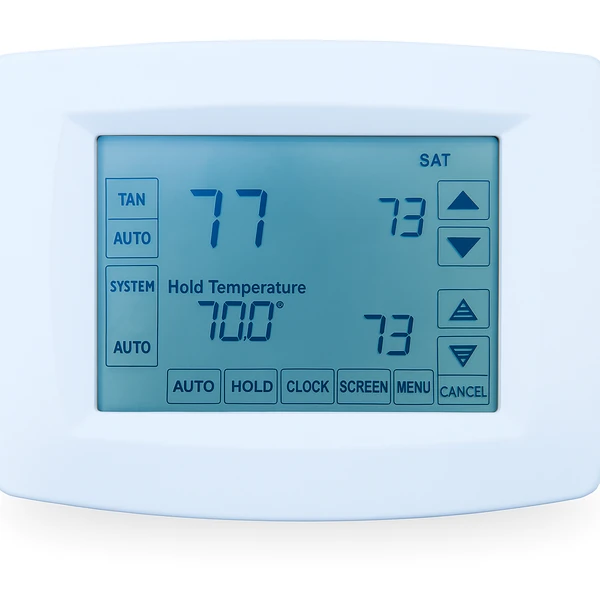 SAT
TAN
77
73
AUTO
SYSTEM
Hold Temperature
70.0°
AUTO
73
AUTO HOLD CLOCK SCREEN MENU CANCEL